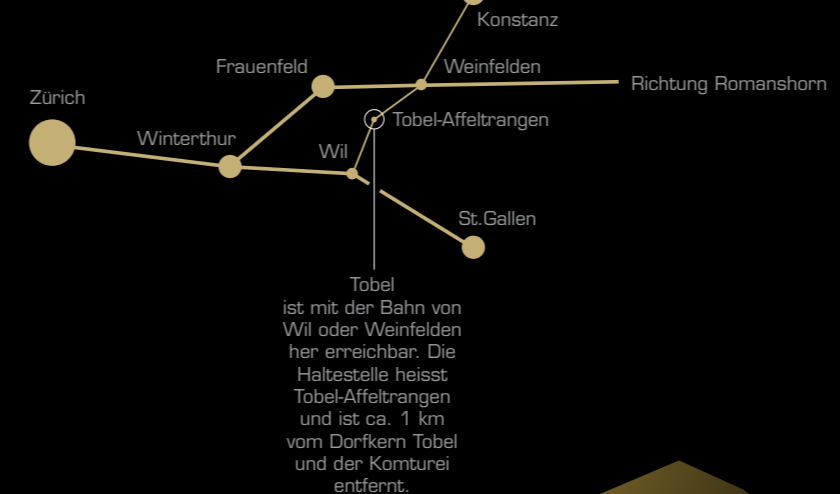 Konstanz
Frauenfeld
Weinfelden
Richtung Romanshorn
Zürich
Tobel-Affeltrangen
Winterthur
Wil
St.Gallen
Tobel
ist mit der Bahn von
Wil oder Weinfelden
her erreichbar. Die
Haltestelle heisst
Tobel-Affeltrangen
und ist ca. 1 km
vom Dorfkern Tobel
und der Komturei
entfernt.